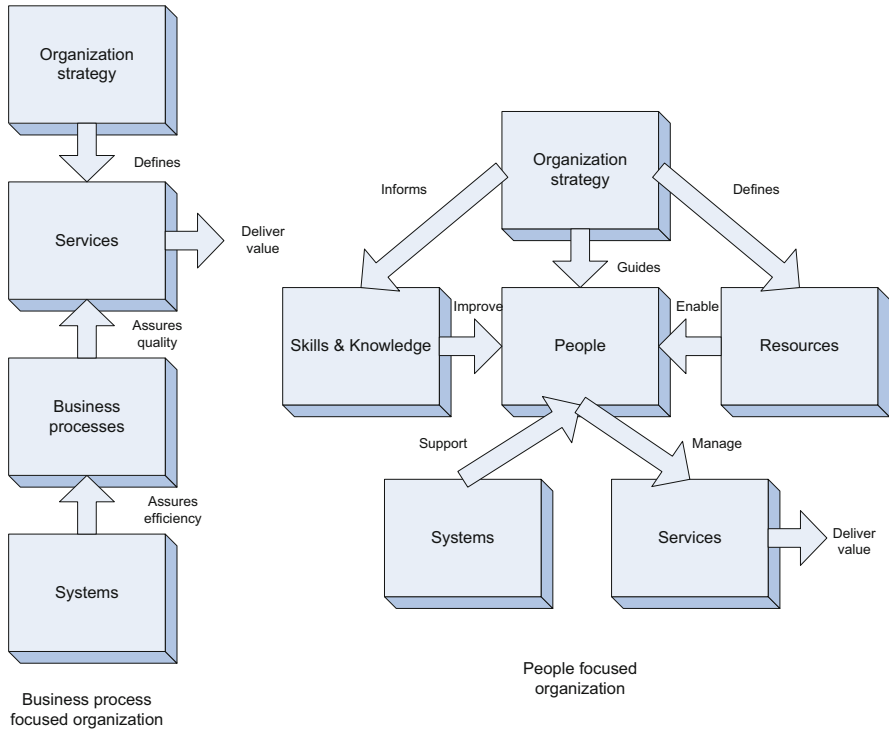 Organization
strategy
Defines
Services
Deliver
value
Assures
quality
Business
processes
Assures
efficiency
Systems
Business process
focused organization
Organization
strategy
Informs
Defines
Guides
Skills & Knowledge
Improve
People
Enable
Resources
Support
Manage
Systems
Services
Deliver
value
People focused
organization